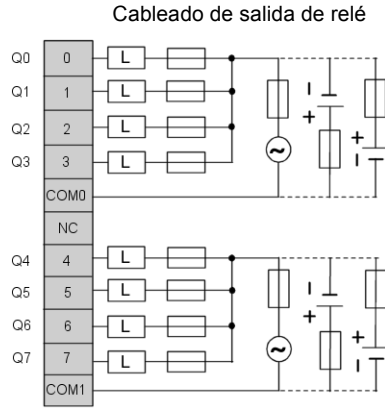 Cableado de salida de relé
Q0 0 L
Q1 1 L
Q2 2 L
Q3 3 L
COM0
NC
Q4 4 L
Q5 5 L
Q6 6 L
Q7 7 L
COM1
~
I
+
+
I
~
I
+
+
I